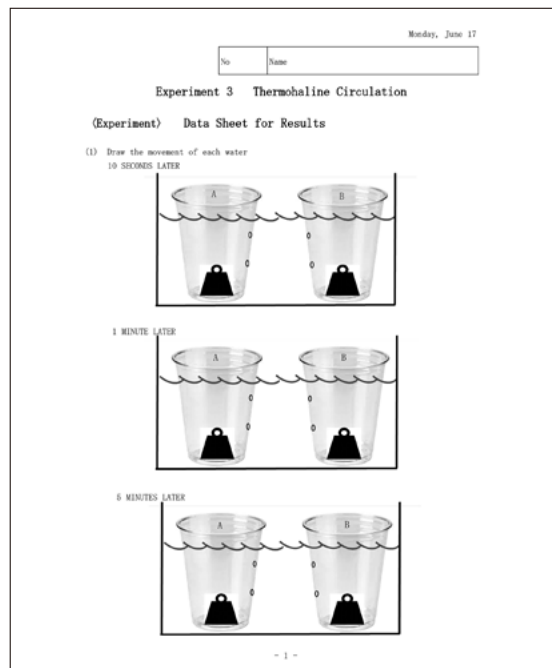 Monday, June 17
No Name
Experiment 3 Thermohaline Circulation
⟨Experiment⟩ Data Sheet for Results
(1) Draw the movement of each water
10 SECONDS LATER
A B
1 MINUTE LATER
A B
5 MINUTES LATER
A B
- 1 -